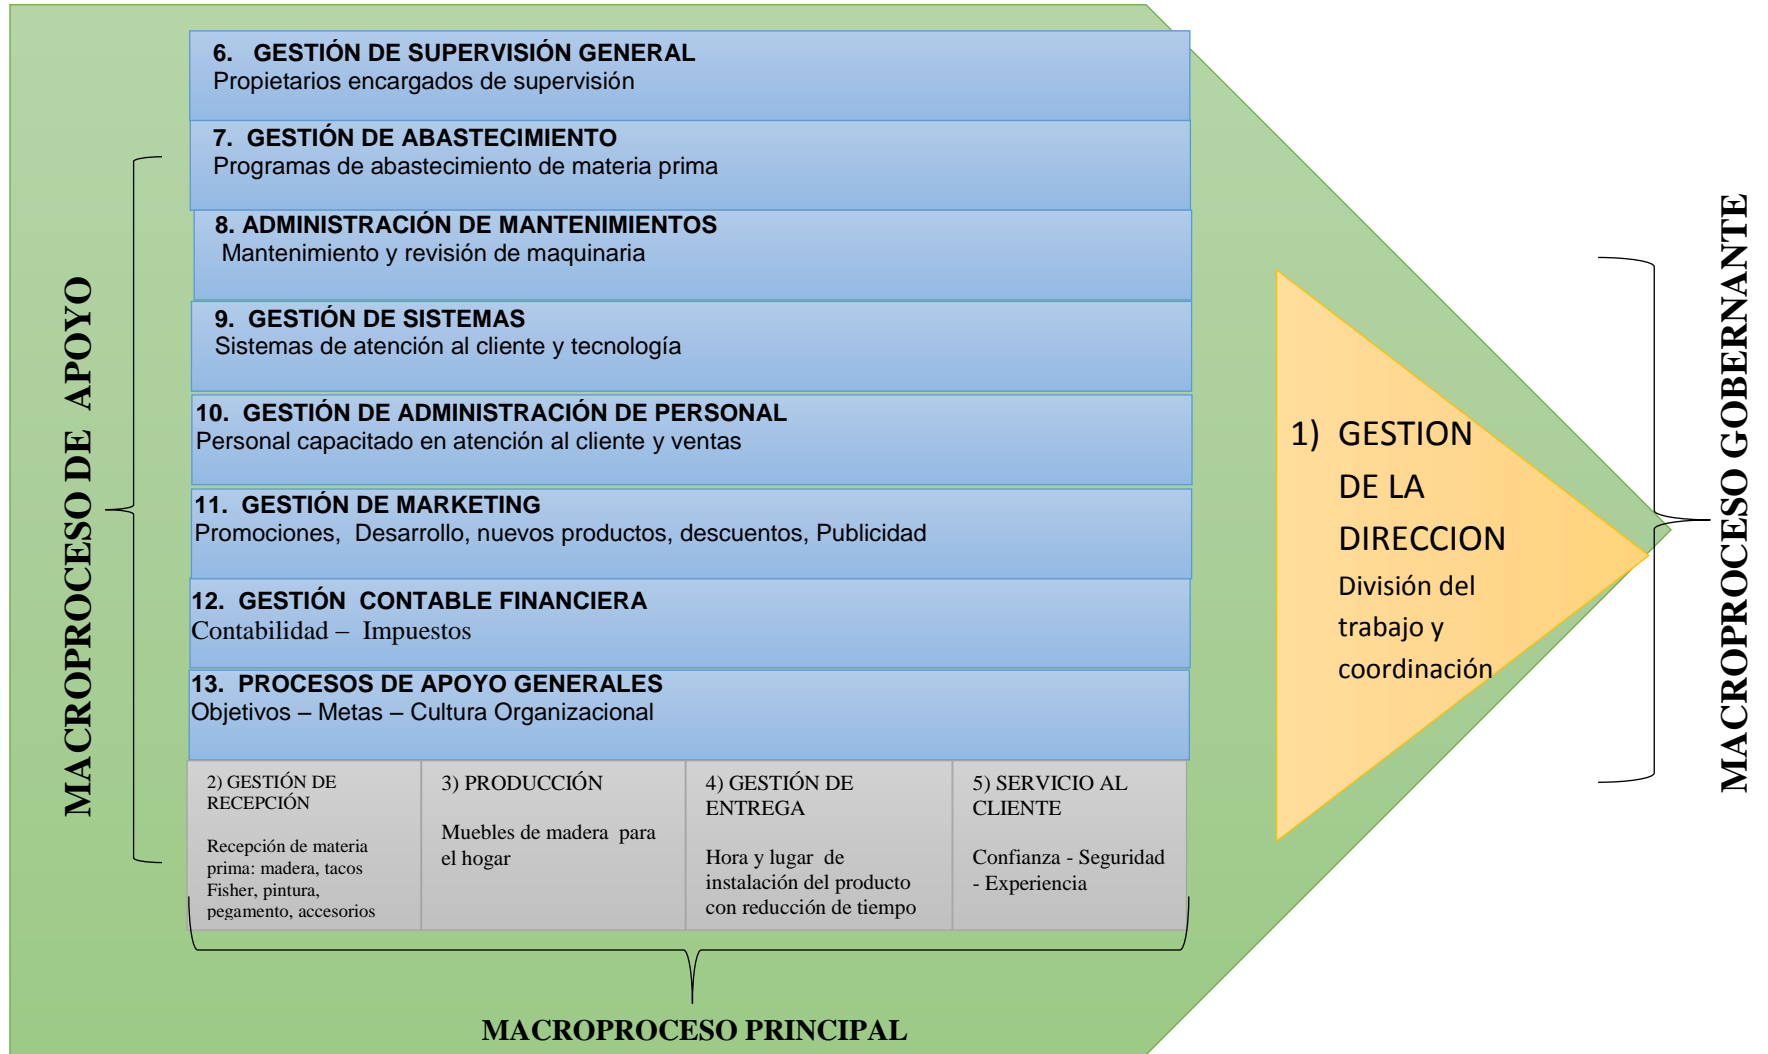 MACROPROCESO DE APOYO
6. GESTIÓN DE SUPERVISIÓN GENERAL
Propietarios encargados de supervisión
7. GESTIÓN DE ABASTECIMIENTO
Programas de abastecimiento de materia prima
8. ADMINISTRACIÓN DE MANTENIMIENTOS
Mantenimiento y revisión de maquinaria
9. GESTIÓN DE SISTEMAS
Sistemas de atención al cliente y tecnología
10. GESTIÓN DE ADMINISTRACIÓN DE PERSONAL
Personal capacitado en atención al cliente y ventas
11. GESTIÓN DE MARKETING
Promociones, Desarrollo, nuevos productos, descuentos, Publicidad
12. GESTIÓN CONTABLE FINANCIERA
Contabilidad – Impuestos
13. PROCESOS DE APOYO GENERALES
Objetivos – Metas – Cultura Organizacional
2) GESTIÓN DE
RECEPCIÓN
Recepción de materia
prima: madera, tacos
Fisher, pintura,
pegamento, accesorios
3) PRODUCCIÓN
Muebles de madera para
el hogar
4) GESTIÓN DE
ENTREGA
Hora y lugar de
instalación del producto
con reducción de tiempo
5) SERVICIO AL
CLIENTE
Confianza - Seguridad
- Experiencia
MACROPROCESO PRINCIPAL
1) GESTION
DE LA
DIRECCION
División del
trabajo y
coordinación
MACROPROCESO GOBERNANTE